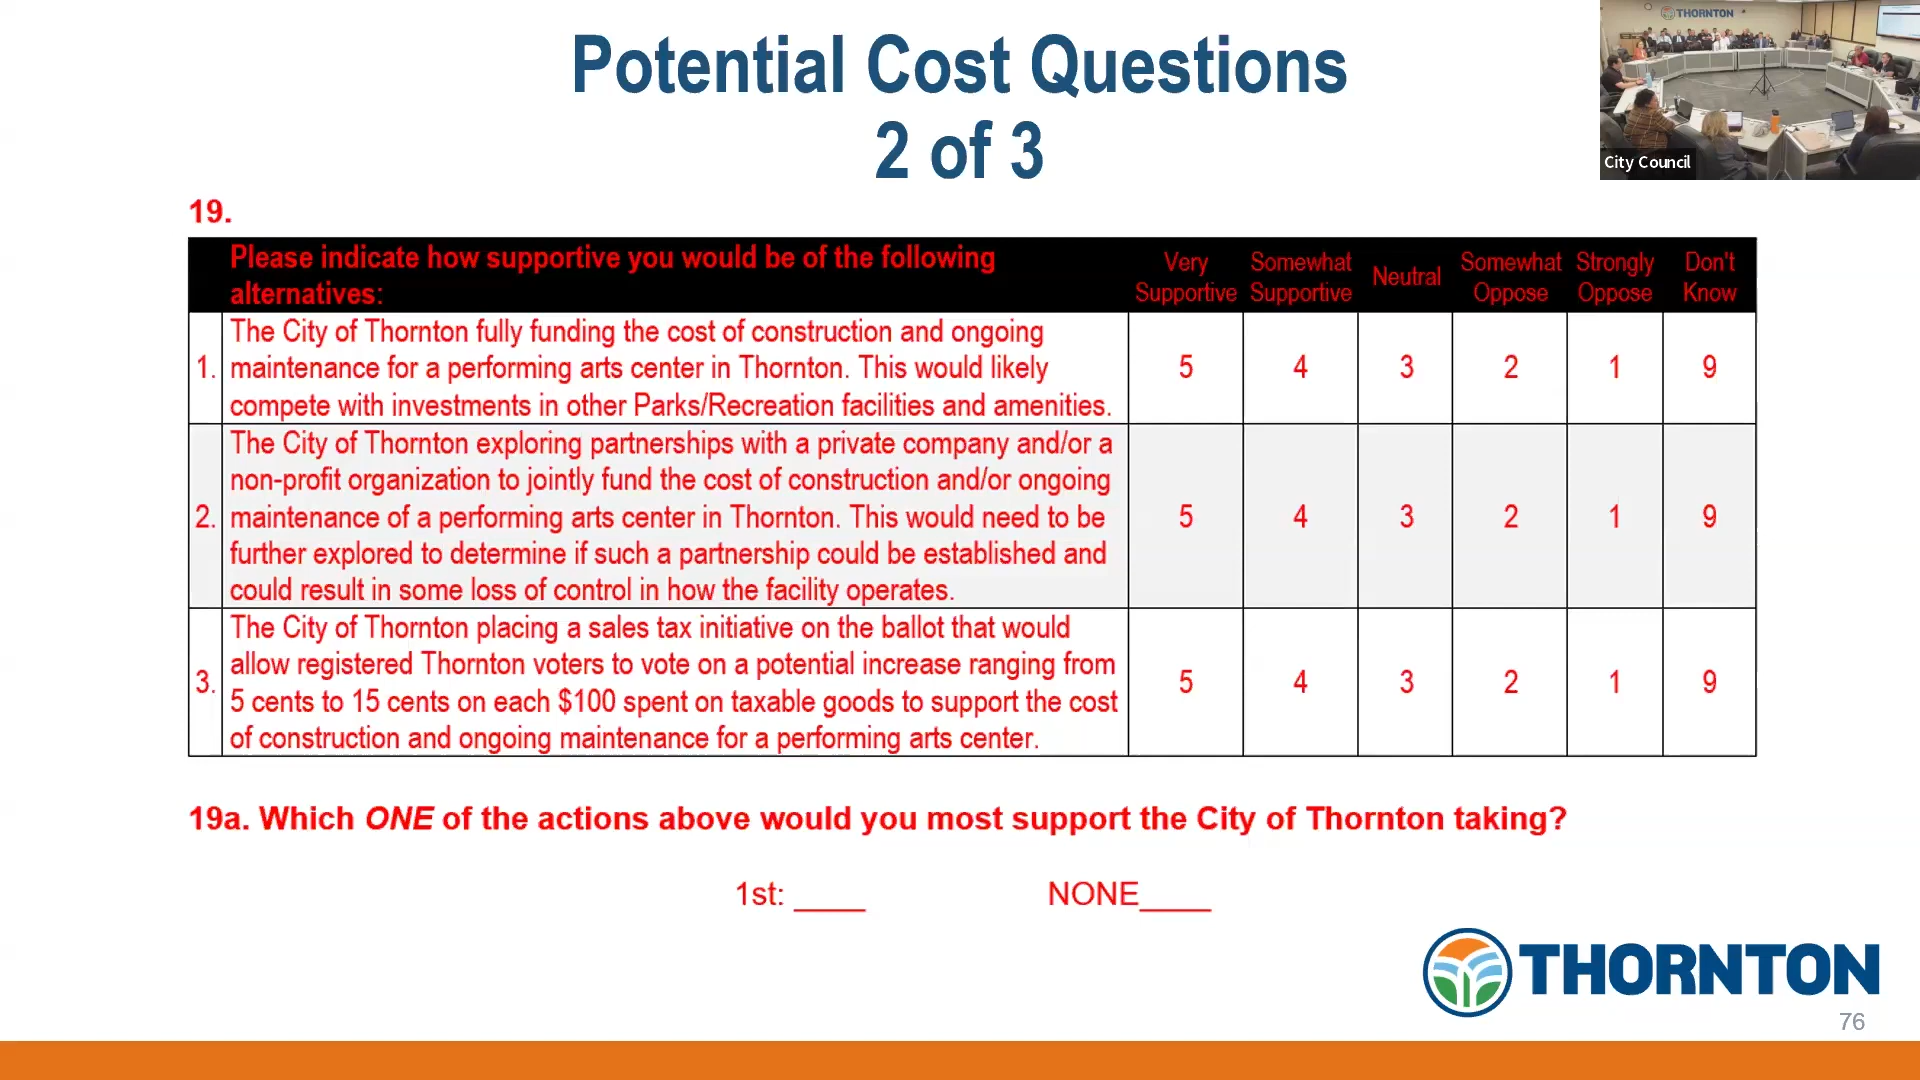 THORNTON
City Council
Potential Cost Questions
2 of 3
19.
Please indicate how supportive you would be of the following
alternatives:
Very
Supportive
Somewhat
Supportive
Neutral
Somewhat
Oppose
Strongly
Oppose
Don't
Know
1.
The City of Thornton fully funding the cost of construction and ongoing
maintenance for a performing arts center in Thornton. This would likely
compete with investments in other Parks/Recreation facilities and amenities.
5 4 3 2 1 9
2.
The City of Thornton exploring partnerships with a private company and/or a
non-profit organization to jointly fund the cost of construction and/or ongoing
maintenance of a performing arts center in Thornton. This would need to be
further explored to determine if such a partnership could be established and
could result in some loss of control in how the facility operates.
5 4 3 2 1 9
3.
The City of Thornton placing a sales tax initiative on the ballot that would
allow registered Thornton voters to vote on a potential increase ranging from
5 cents to 15 cents on each $100 spent on taxable goods to support the cost
of construction and ongoing maintenance for a performing arts center.
5 4 3 2 1 9
19a. Which ONE of the actions above would you most support the City of Thornton taking?
1st: ____ NONE____
THORNTON
76